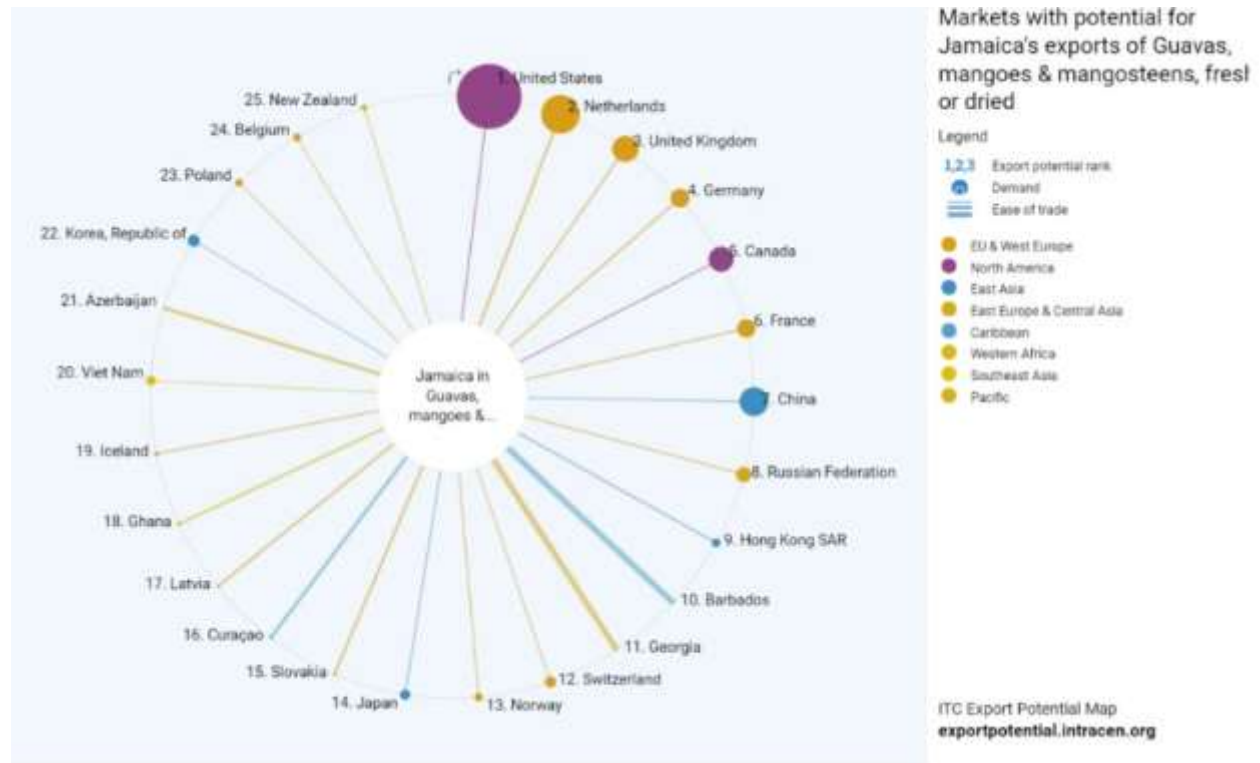 Markets with potential for
Jamaica's exports of Guavas,
mangoes & mangosteens, fresh
or dried
Legend
1,2,3 Export potential rank
Demand
Ease of trade
EU & West Europe
North America
East Asia
East Europe & Central Asia
Caribbean
Western Africa
Southeast Asia
Pacific
1. United States
2. Netherlands
3. United Kingdom
4. Germany
5. Canada
6. France
7. China
8. Russian Federation
9. Hong Kong SAR
10. Barbados
11. Georgia
12. Switzerland
13. Norway
14. Japan
15. Slovakia
16. Curaçao
17. Latvia
18. Ghana
19. Iceland
20. Viet Nam
21. Azerbaijan
22. Korea, Republic of
23. Poland
24. Belgium
25. New Zealand
Jamaica in
Guavas,
mangoes &...
ITC Export Potential Map
exportpotential.intracen.org